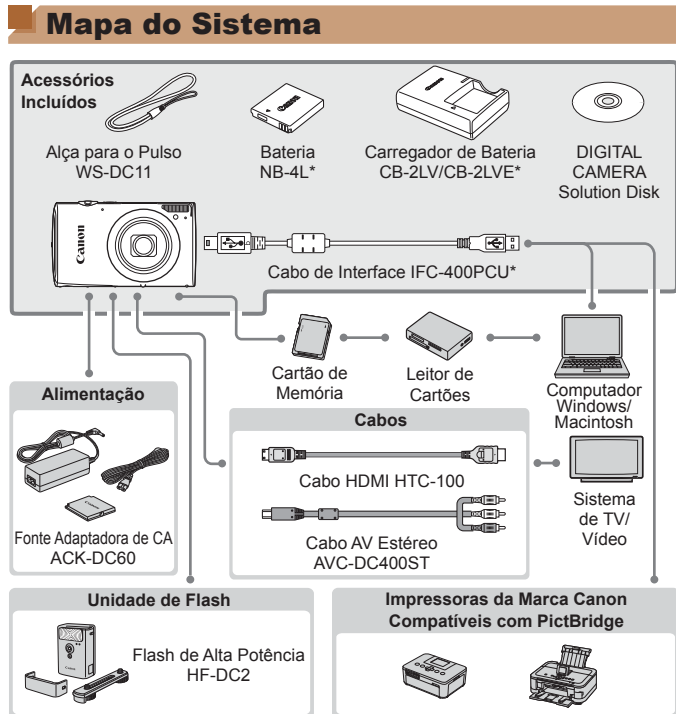 Mapa do Sistema
Acessórios
Incluídos
Canon
Canon
Alça para o Pulso
WS-DC11
Bateria
NB-4L*
Carregador de Bateria
CB-2LV/CB-2LVE*
DIGITAL
CAMERA
Solution Disk
Canon
Cabo de Interface IFC-400PCU*
Cartão de
Memória
Leitor de
Cartões
Computador
Windows/
Macintosh
Alimentação
Fonte Adaptadora de CA
ACK-DC60
Cabos
Cabo HDMI HTC-100
Cabo AV Estéreo
AVC-DC400ST
Sistema
de TV/
Vídeo
Unidade de Flash
Flash de Alta Potência
HF-DC2
Impressoras da Marca Canon
Compatíveis com PictBridge